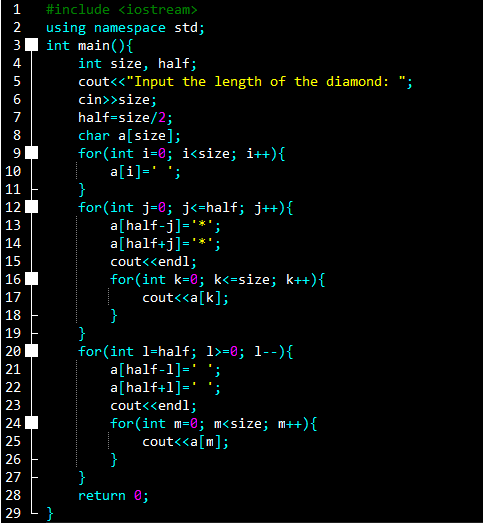 1 #include <iostream>
2 using namespace std;
3 int main(){
4     int size, half;
5     cout<<"Input the length of the diamond: ";
6     cin>>size;
7     half=size/2;
8     char a[size];
9     for(int i=0; i<size; i++){
10         a[i]=' ';
11     }
12     for(int j=0; j<=half; j++){
13         a[half-j]='*';
14         a[half+j]='*';
15         cout<<endl;
16         for(int k=0; k<=size; k++){
17             cout<<a[k];
18         }
19     }
20     for(int l=half; l>=0; l--){
21         a[half-l]=' ';
22         a[half+l]=' ';
23         cout<<endl;
24         for(int m=0; m<size; m++){
25             cout<<a[m];
26         }
27     }
28     return 0;
29 }